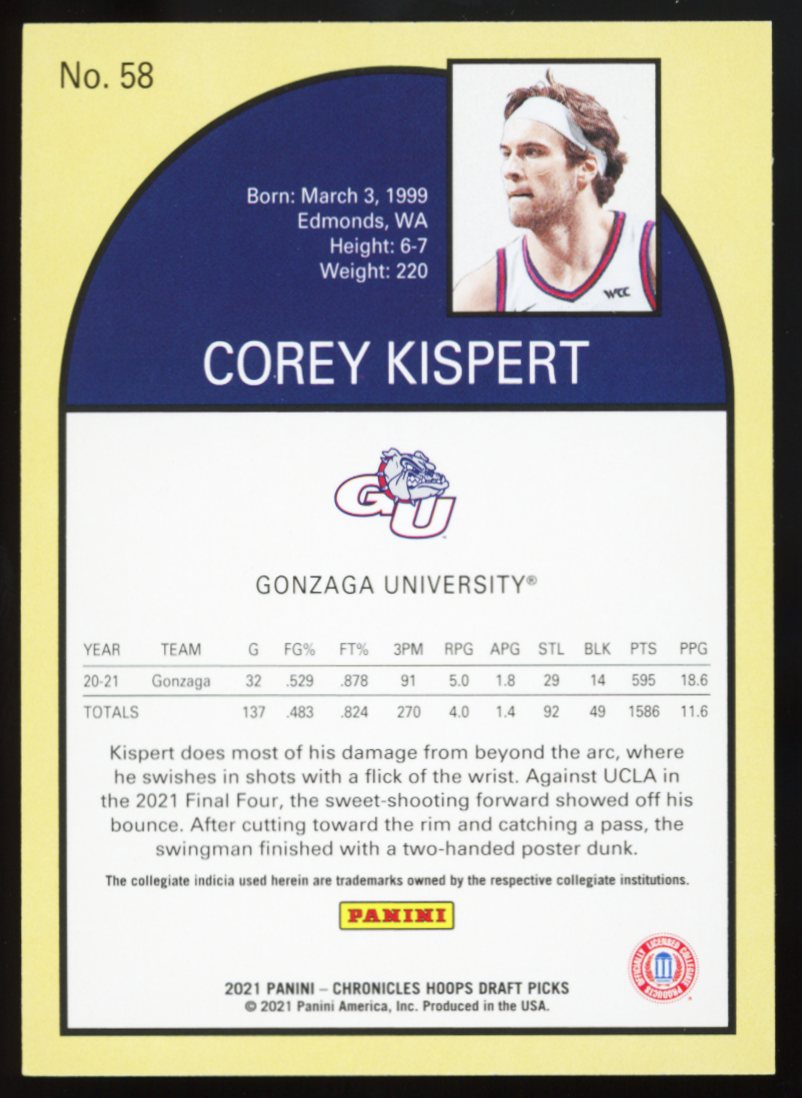 No. 58
Born: March 3, 1999
Edmonds, WA
Height: 6-7
Weight: 220
WCC
COREY KISPERT
GU
GONZAGA UNIVERSITY®
YEAR TEAM G FG% FT% 3PM RPG APG STL BLK PTS PPG
20-21 Gonzaga 32 .529 .878 91 5.0 1.8 29 14 595 18.6
TOTALS 137 .483 .824 270 4.0 1.4 92 49 1586 11.6
Kispert does most of his damage from beyond the arc, where
he swishes in shots with a flick of the wrist. Against UCLA in
the 2021 Final Four, the sweet-shooting forward showed off his
bounce. After cutting toward the rim and catching a pass, the
swingman finished with a two-handed poster dunk.
The collegiate indicia used herein are trademarks owned by the respective collegiate institutions.
PANINI
OFFICIALLY LICENSED COLLEGIATE PRODUCTS
2021 PANINI – CHRONICLES HOOPS DRAFT PICKS
© 2021 Panini America, Inc. Produced in the USA.